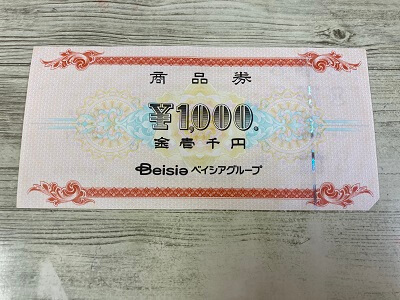 商品券
¥1,000.
金壱千円
Beisia ベイシアグループ